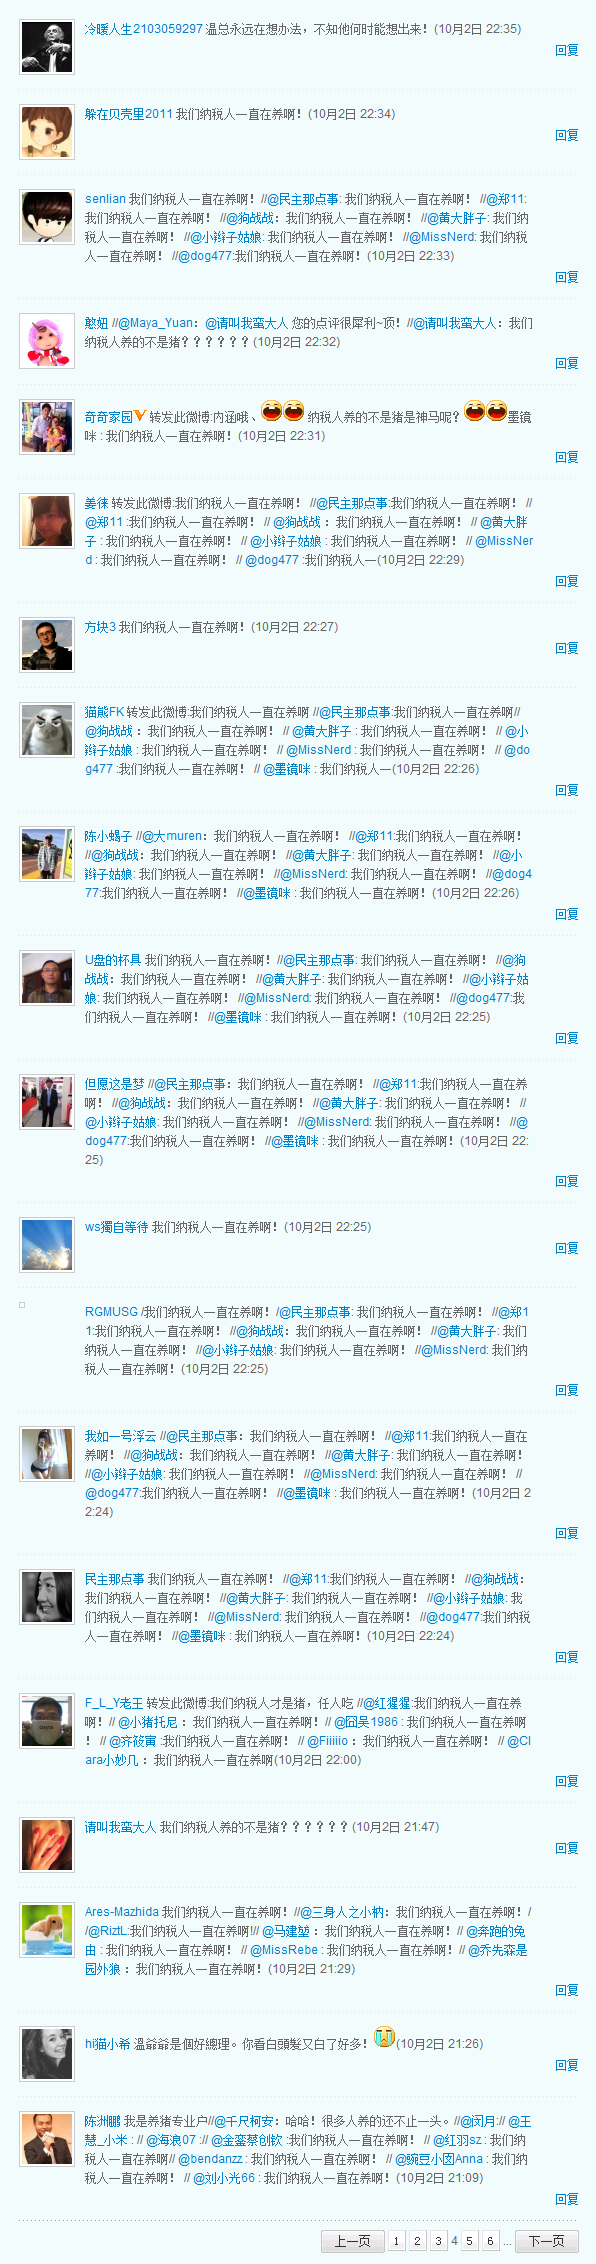 冷暖人生2103059297 温总永远在想办法，不知他何时能想出来！(10月2日 22:35)
回复
躲在贝壳里2011 我们纳税人一直在养啊！(10月2日 22:34)
回复
senlian 我们纳税人一直在养啊！//@民主那点事: 我们纳税人一直在养啊！ //@郑11:
我们纳税人一直在养啊！ //@狗战战：我们纳税人一直在养啊！ //@黄大胖子: 我们纳
税人一直在养啊！ //@小辫子姑娘: 我们纳税人一直在养啊！ //@MissNerd: 我们纳税
人一直在养啊！ //@dog477:我们纳税人一直在养啊！(10月2日 22:33)
回复
憨妞 //@Maya_Yuan：@请叫我蛮大人 您的点评很犀利~顶！//@请叫我蛮大人：我们
纳税人养的不是猪？？？？？？(10月2日 22:32)
回复
奇奇家园 转发此微博:内涵哦、 纳税人养的不是猪是神马呢？ 墨镜
咪 : 我们纳税人一直在养啊！(10月2日 22:31)
回复
姜徕 转发此微博:我们纳税人一直在养啊！ //@民主那点事:我们纳税人一直在养啊！ //
@郑11 :我们纳税人一直在养啊！ // @狗战战 ：我们纳税人一直在养啊！ // @黄大胖
子 : 我们纳税人一直在养啊！ // @小辫子姑娘 : 我们纳税人一直在养啊！ // @MissNer
d : 我们纳税人一直在养啊！ // @dog477 :我们纳税人一(10月2日 22:29)
回复
方块3 我们纳税人一直在养啊！(10月2日 22:27)
回复
猫熊FK 转发此微博:我们纳税人一直在养啊 //@民主那点事:我们纳税人一直在养啊//
@狗战战 ：我们纳税人一直在养啊！ // @黄大胖子 : 我们纳税人一直在养啊！ // @小
辫子姑娘 : 我们纳税人一直在养啊！ // @MissNerd : 我们纳税人一直在养啊！ // @do
g477 :我们纳税人一直在养啊！ // @墨镜咪 : 我们纳税人一(10月2日 22:26)
回复
陈小蝎子 //@大muren：我们纳税人一直在养啊！ //@郑11:我们纳税人一直在养啊！
//@狗战战：我们纳税人一直在养啊！ //@黄大胖子: 我们纳税人一直在养啊！ //@小
辫子姑娘: 我们纳税人一直在养啊！ //@MissNerd: 我们纳税人一直在养啊！ //@dog4
77:我们纳税人一直在养啊！ //@墨镜咪 : 我们纳税人一直在养啊！(10月2日 22:26)
回复
U盘的杯具 我们纳税人一直在养啊！//@民主那点事: 我们纳税人一直在养啊！ //@狗
战战：我们纳税人一直在养啊！ //@黄大胖子: 我们纳税人一直在养啊！ //@小辫子姑
娘: 我们纳税人一直在养啊！ //@MissNerd: 我们纳税人一直在养啊！ //@dog477:我
们纳税人一直在养啊！ //@墨镜咪 : 我们纳税人一直在养啊！(10月2日 22:25)
回复
但愿这是梦 //@民主那点事：我们纳税人一直在养啊！ //@郑11:我们纳税人一直在养
啊！ //@狗战战：我们纳税人一直在养啊！ //@黄大胖子: 我们纳税人一直在养啊！ //
@小辫子姑娘: 我们纳税人一直在养啊！ //@MissNerd: 我们纳税人一直在养啊！ //@
dog477:我们纳税人一直在养啊！ //@墨镜咪 : 我们纳税人一直在养啊！(10月2日 22:
25)
回复
ws獨自等待 我们纳税人一直在养啊！(10月2日 22:25)
回复
RGMUSG /我们纳税人一直在养啊！/@民主那点事: 我们纳税人一直在养啊！ //@郑1
1:我们纳税人一直在养啊！ //@狗战战：我们纳税人一直在养啊！ //@黄大胖子: 我们
纳税人一直在养啊！ //@小辫子姑娘: 我们纳税人一直在养啊！ //@MissNerd: 我们纳
税人一直在养啊！(10月2日 22:25)
回复
我如一号浮云 //@民主那点事：我们纳税人一直在养啊！ //@郑11:我们纳税人一直在
养啊！ //@狗战战：我们纳税人一直在养啊！ //@黄大胖子: 我们纳税人一直在养啊！
//@小辫子姑娘: 我们纳税人一直在养啊！ //@MissNerd: 我们纳税人一直在养啊！ //
@dog477:我们纳税人一直在养啊！ //@墨镜咪 : 我们纳税人一直在养啊！(10月2日 2
2:24)
回复
民主那点事 我们纳税人一直在养啊！ //@郑11:我们纳税人一直在养啊！ //@狗战战：
我们纳税人一直在养啊！ //@黄大胖子: 我们纳税人一直在养啊！ //@小辫子姑娘: 我
们纳税人一直在养啊！ //@MissNerd: 我们纳税人一直在养啊！ //@dog477:我们纳税
人一直在养啊！ //@墨镜咪 : 我们纳税人一直在养啊！(10月2日 22:24)
回复
F_L_Y老王 转发此微博:我们纳税人才是猪，任人吃 //@红猩猩:我们纳税人一直在养
啊！// @小猪托尼 ：我们纳税人一直在养啊！// @囧吴1986 : 我们纳税人一直在养啊
！ // @齐筱寅 :我们纳税人一直在养啊！ // @Fiiiiio ：我们纳税人一直在养啊！ // @Cl
ara小妙几 ：我们纳税人一直在养啊(10月2日 22:00)
回复
请叫我蛮大人 我们纳税人养的不是猪？？？？？？(10月2日 21:47)
回复
Ares-Mazhida 我们纳税人一直在养啊！//@三身人之小衲：我们纳税人一直在养啊！/
/@RiztL:我们纳税人一直在养啊!// @马建堃 ：我们纳税人一直在养啊！// @奔跑的兔
由 : 我们纳税人一直在养啊！ // @MissRebe : 我们纳税人一直在养啊！// @乔先森是
园外狼 ：我们纳税人一直在养啊！(10月2日 21:29)
回复
hi猫小希 溫爺爺是個好總理。你看白頭髮又白了好多！ (10月2日 21:26)
回复
陈洲鹏 我是养猪专业户//@千尺柯安：哈哈！很多人养的还不止一头。//@闵月:// @王
慧_小米 : // @海浪07 :// @金銮禁创钦 :我们纳税人一直在养啊！ // @红羽sz : 我们纳
税人一直在养啊// @bendanzz : 我们纳税人一直在养啊！ // @豌豆小囡Anna : 我们纳
税人一直在养啊！ // @刘小光66 : 我们纳税人一直在养啊！(10月2日 21:09)
回复
上一页 1 2 3 4 5 6 ... 下一页